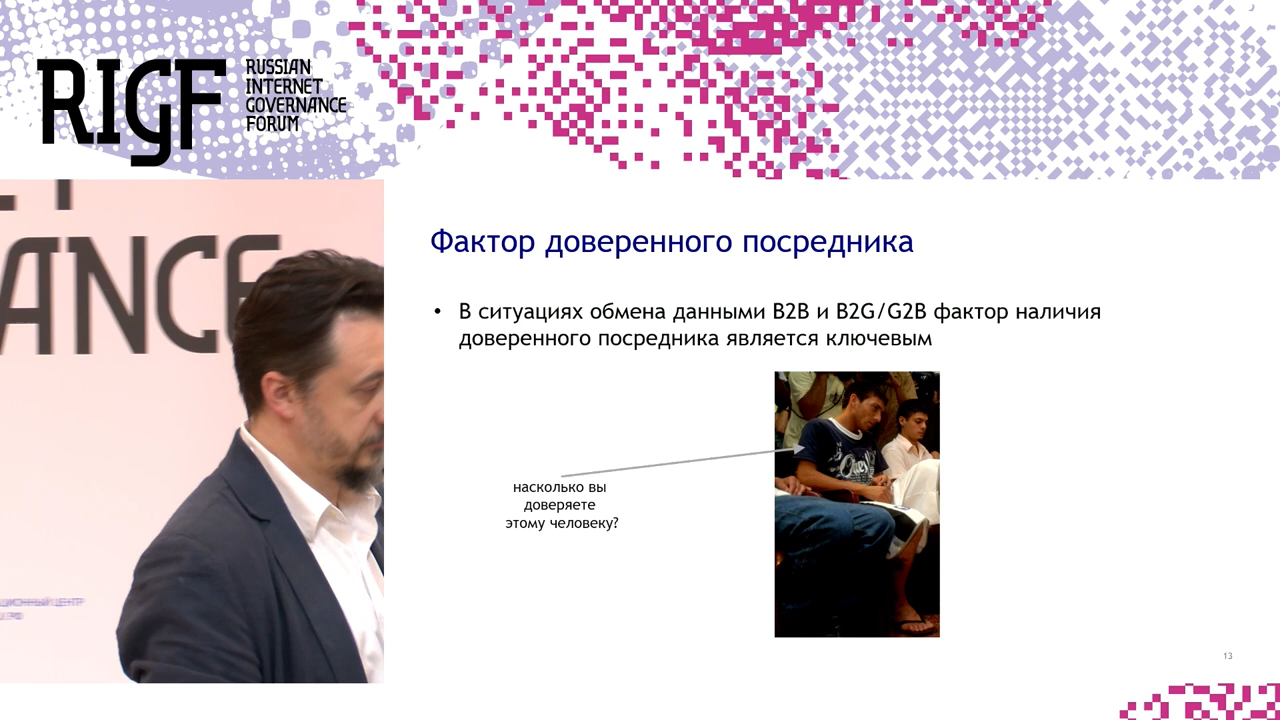 RIGF
RUSSIAN
INTERNET
GOVERNANCE
FORUM
ANCE
Фактор доверенного посредника
• В ситуациях обмена данными B2B и B2G/G2B фактор наличия
доверенного посредника является ключевым
насколько вы
доверяете
этому человеку?
13